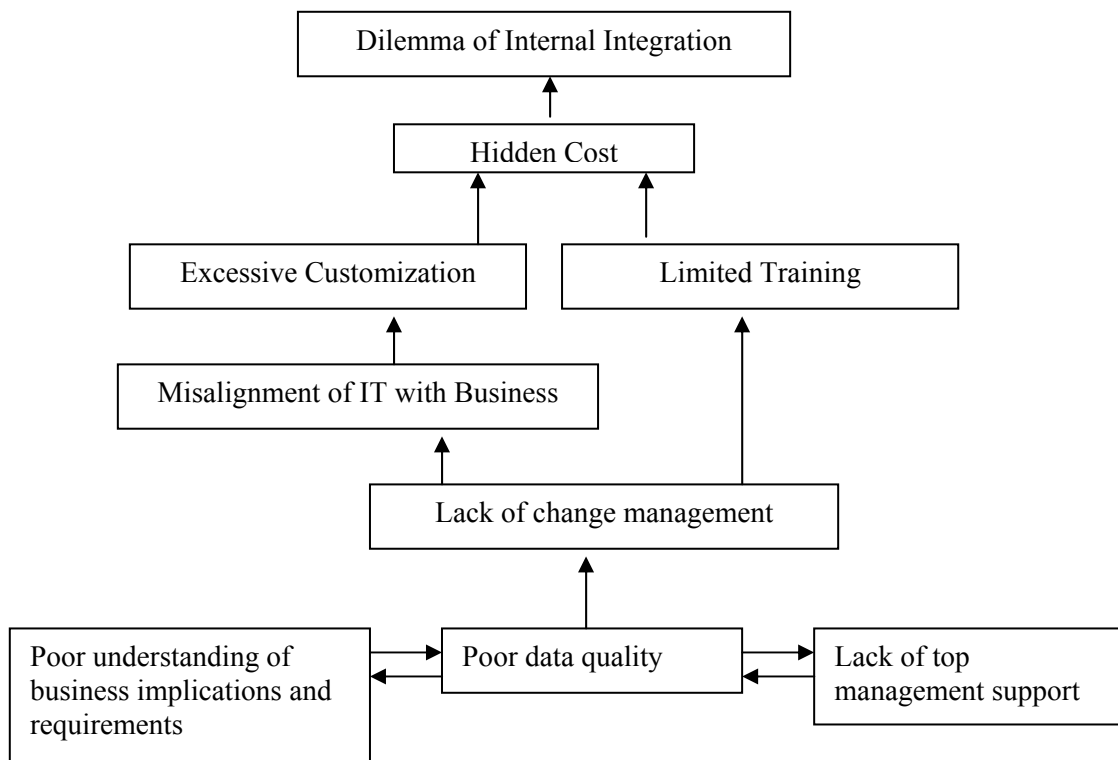 Dilemma of Internal Integration
Hidden Cost
Excessive Customization
Limited Training
Misalignment of IT with Business
Lack of change management
Poor understanding of
business implications and
requirements
Poor data quality
Lack of top
management support